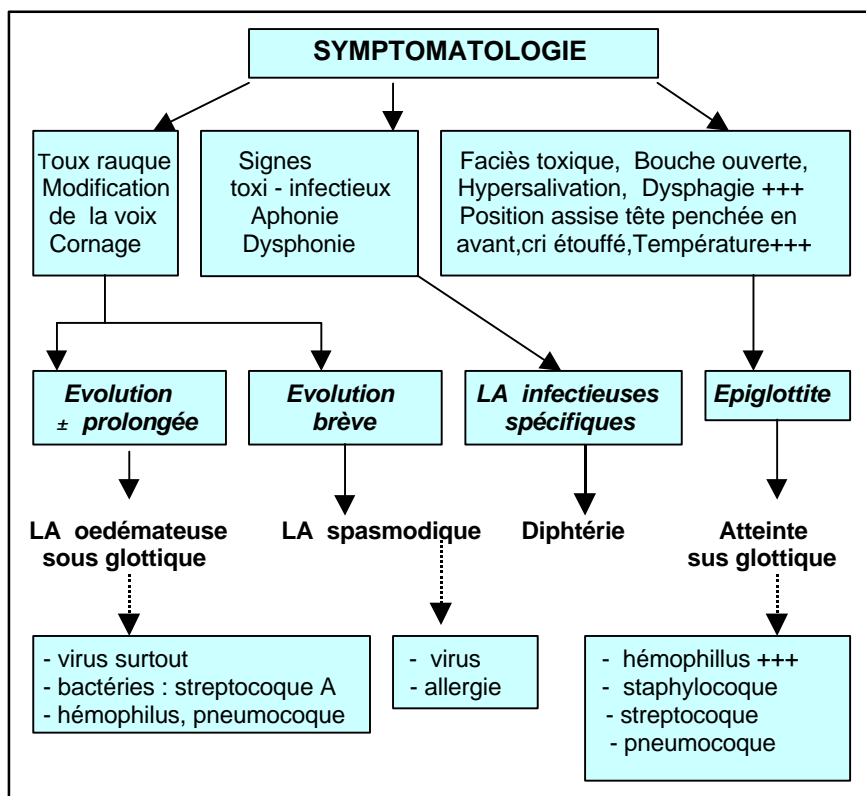 SYMPTOMATOLOGIE
Toux rauque
Modification
de la voix
Cornage
Signes
toxi - infectieux
Aphonie
Dysphonie
Faciès toxique, Bouche ouverte,
Hypersalivation, Dysphagie +++
Position assise tête penchée en
avant,cri étouffé,Température+++
Evolution
± prolongée
Evolution
brève
LA infectieuses
spécifiques
Epiglottite
LA oedémateuse
sous glottique
LA spasmodique
Diphtérie
Atteinte
sus glottique
- virus surtout
- bactéries : streptocoque A
- hémophilus, pneumocoque
- virus
- allergie
- hémophillus +++
- staphylocoque
- streptocoque
- pneumocoque